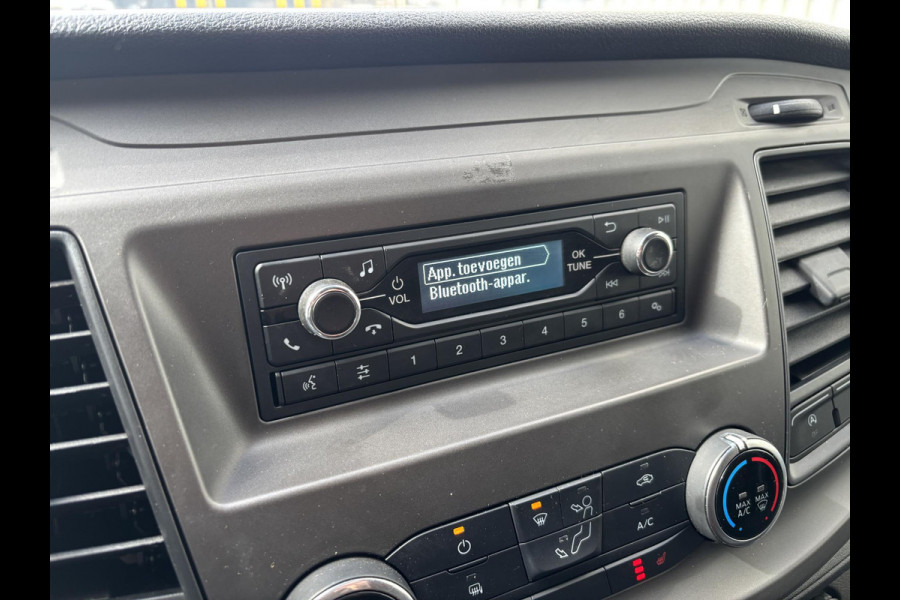 App. toevoegen
Bluetooth-appar.
VOL
OK
TUNE
1
2
3
4
5
6
MAX
A/C
MAX
A/C